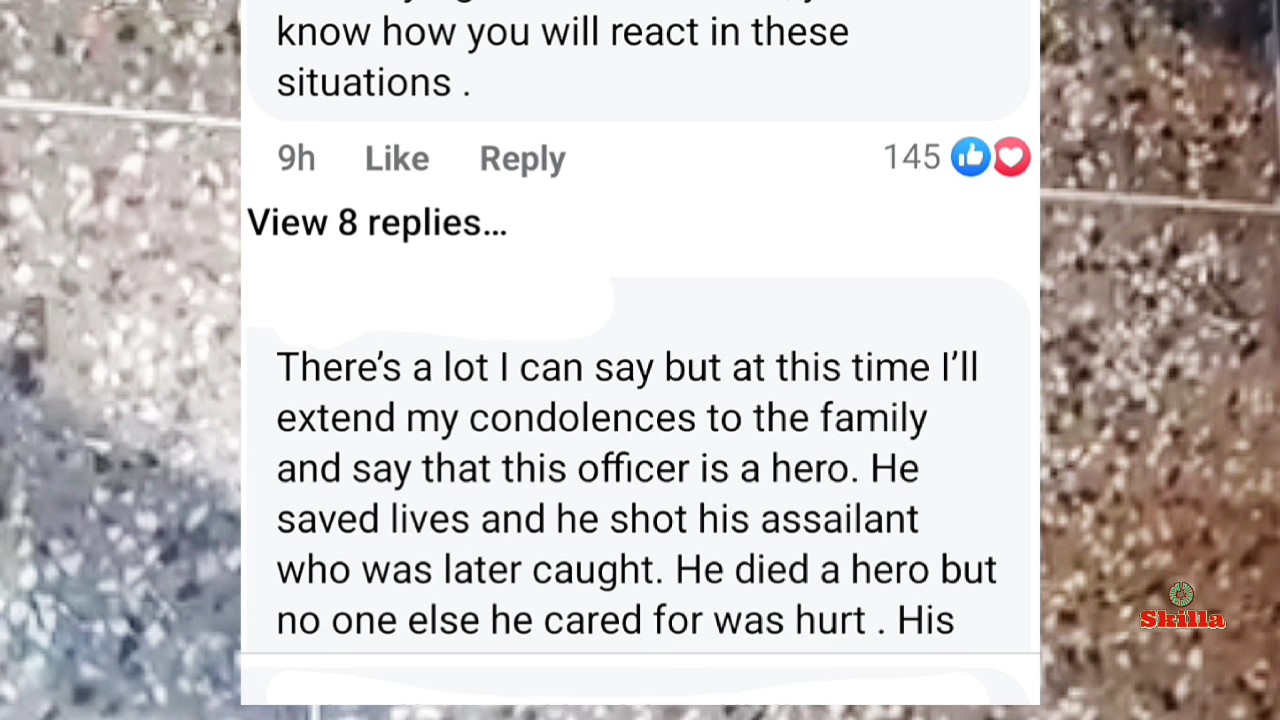 know how you will react in these
situations .
9h Like Reply 145
View 8 replies...
There's a lot I can say but at this time I'll
extend my condolences to the family
and say that this officer is a hero. He
saved lives and he shot his assailant
who was later caught. He died a hero but
no one else he cared for was hurt . His
Skilla